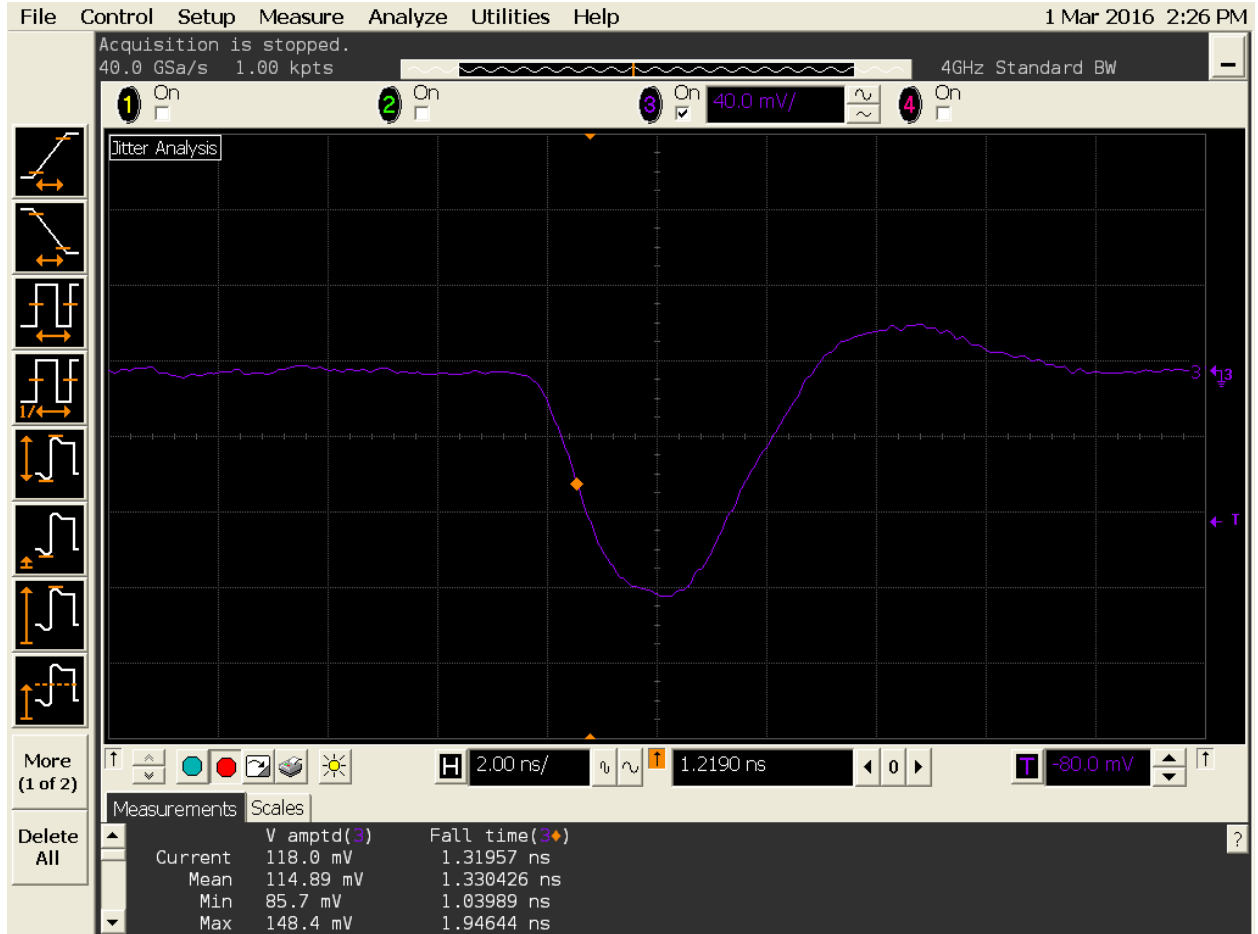 File Control Setup Measure Analyze Utilities Help 1 Mar 2016 2:26 PM
Acquisition is stopped.
40.0 GSa/s 1.00 kpts 4GHz Standard BW
1 On 2 On 3 On 40.0 mV/ 4 On
Jitter Analysis
1/
3 3
T
More
(1 of 2)
Delete
All
H 2.00 ns/ 1.2190 ns 0 T -80.0 mV
Measurements Scales
V amptd(3) Fall time(3◆) ?
Current 118.0 mV 1.31957 ns
Mean 114.89 mV 1.330426 ns
Min 85.7 mV 1.03989 ns
Max 148.4 mV 1.94644 ns